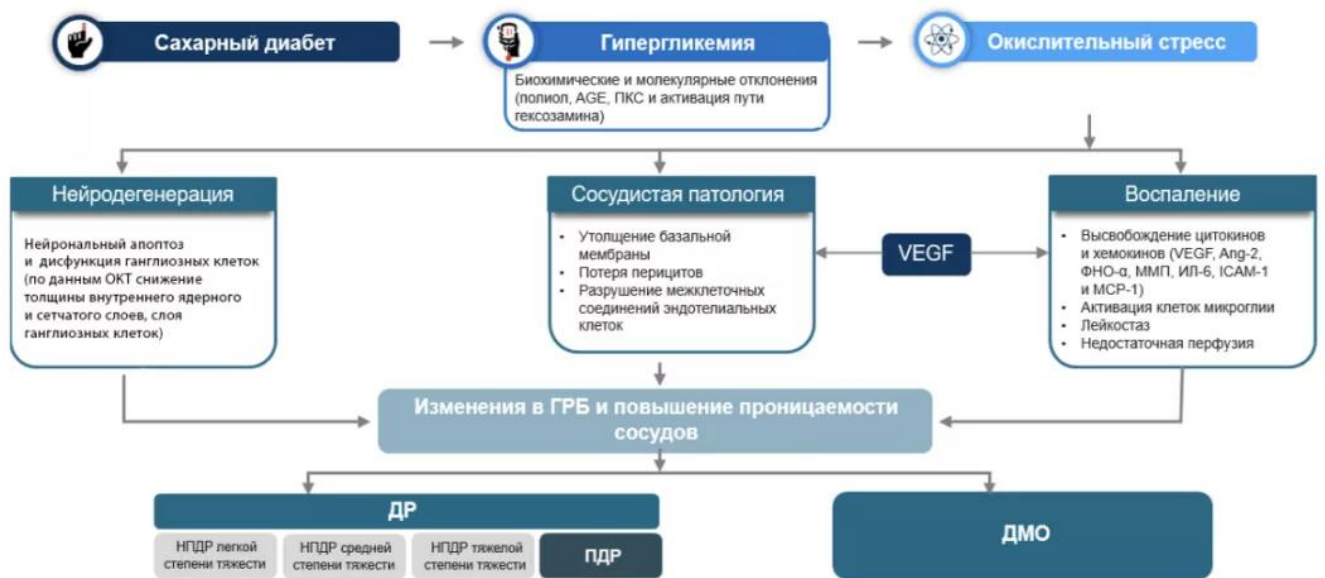 Сахарный диабет
Гипергликемия
Окислительный стресс
Биохимические и молекулярные отклонения
(полиол, AGE, ПКС и активация пути
гексозамина)
Нейродегенерация
Нейрональный апоптоз
и дисфункция ганглиозных клеток
(по данным ОКТ снижение
толщины внутреннего ядерного
и сетчатого слоев, слоя
ганглиозных клеток)
Сосудистая патология
• Утолщение базальной
мембраны
• Потеря перицитов
• Разрушение межклеточных
соединений эндотелиальных
клеток
VEGF
Воспаление
• Высвобождение цитокинов
и хемокинов (VEGF, Ang-2,
ФНО-α, ММП, ИЛ-6, ICAM-1
и MCP-1)
• Активация клеток микроглии
• Лейкостаз
• Недостаточная перфузия
Изменения в ГРБ и повышение проницаемости
сосудов
ДР
НПДР легкой
степени тяжести
НПДР средней
степени тяжести
НПДР тяжелой
степени тяжести
ПДР
ДМО